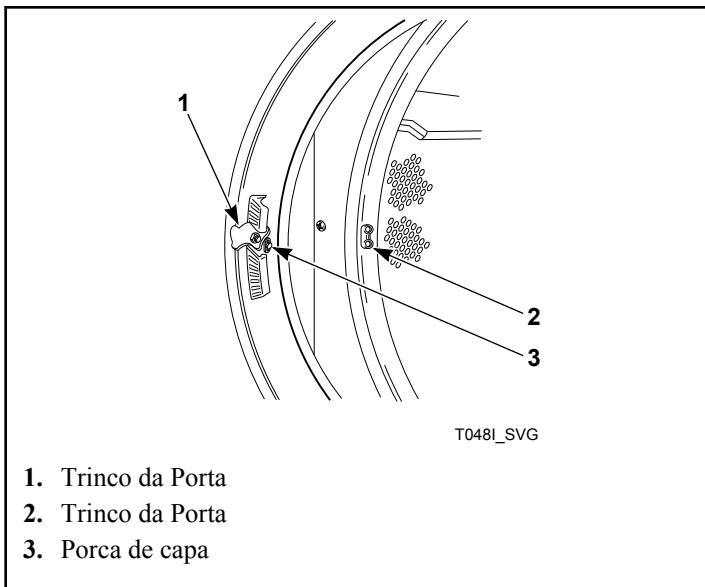 1
2
3
T048I_SVG
1. Trinco da Porta
2. Trinco da Porta
3. Porca de capa